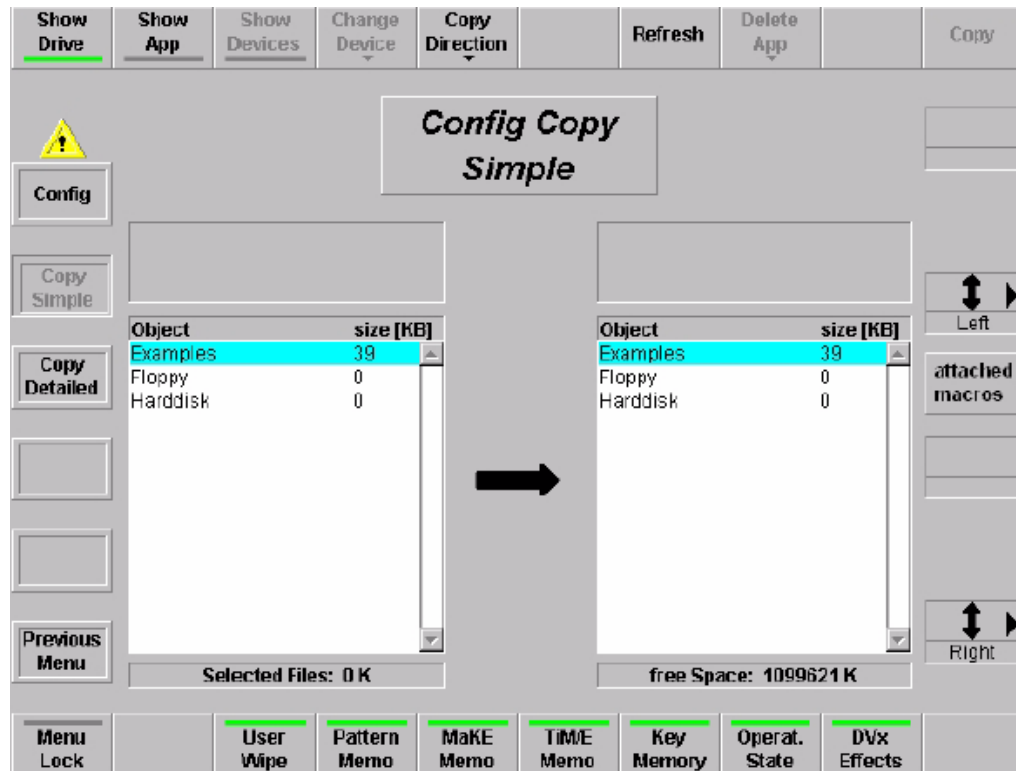 Show Drive
Show App
Show Devices
Change Device
Copy Direction
Refresh
Delete App
Copy
Config Copy
Simple
Config
Copy
Simple
Copy
Detailed
Previous
Menu
Object size [KB]
Examples 39
Floppy 0
Harddisk 0
Selected Files: 0 K
Object size [KB]
Examples 39
Floppy 0
Harddisk 0
free Space: 1099621 K
Left
attached
macros
Right
Menu Lock
User Wipe
Pattern Memo
MaKE Memo
TiM/E Memo
Key Memory
Operat. State
DVx Effects